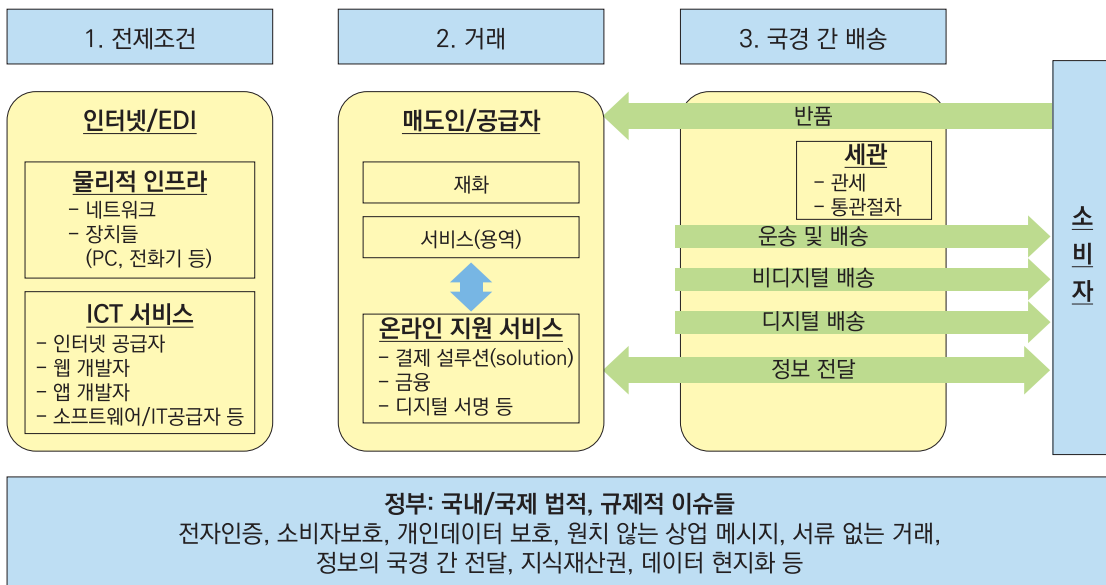 1. 전제조건
2. 거래
3. 국경 간 배송
인터넷/EDI
물리적 인프라
- 네트워크
- 장치들
(PC, 전화기 등)
ICT 서비스
- 인터넷 공급자
- 웹 개발자
- 앱 개발자
- 소프트웨어/IT공급자 등
매도인/공급자
재화
서비스(용역)
온라인 지원 서비스
- 결제 설루션(solution)
- 금융
- 디지털 서명 등
반품
세관
- 관세
- 통관절차
운송 및 배송
비디지털 배송
디지털 배송
정보 전달
소
비
자
정부: 국내/국제 법적, 규제적 이슈들
전자인증, 소비자보호, 개인데이터 보호, 원치 않는 상업 메시지, 서류 없는 거래,
정보의 국경 간 전달, 지식재산권, 데이터 현지화 등